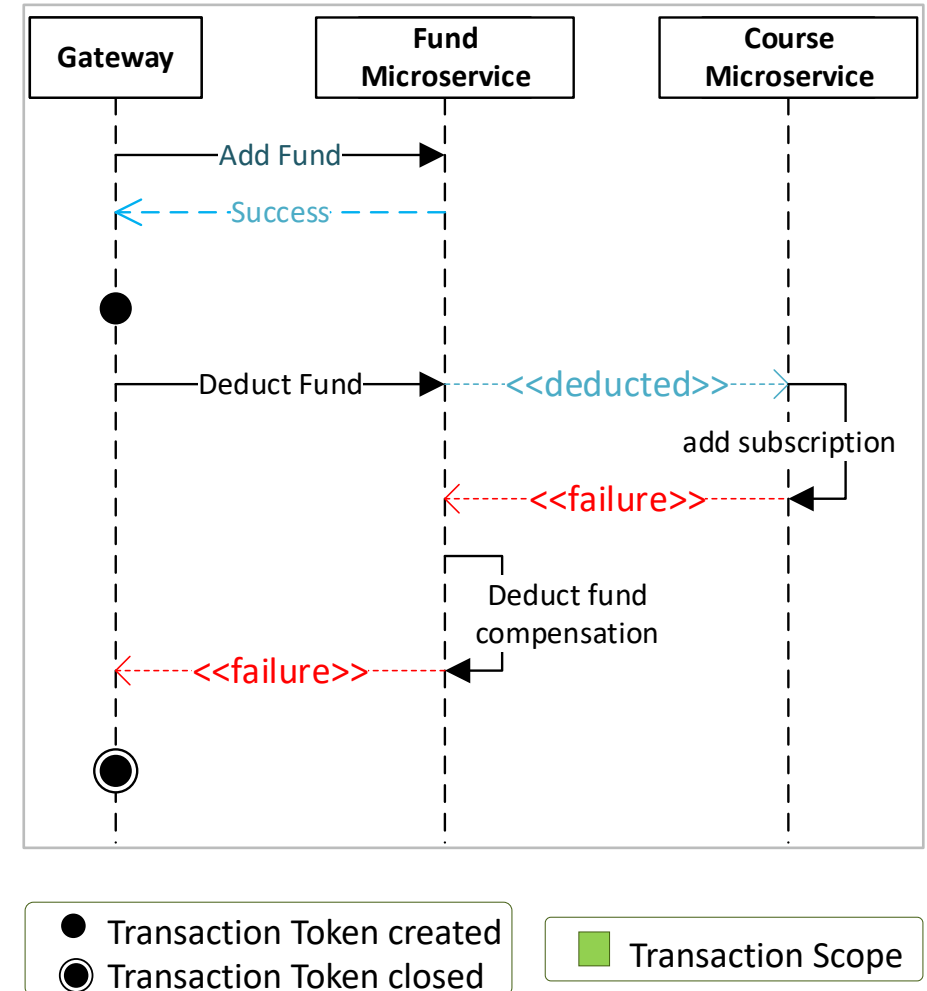 Gateway
Fund
Microservice
Course
Microservice
Add Fund
Success
Deduct Fund
<<deducted>>
add subscription
<<failure>>
Deduct fund
compensation
<<failure>>
Transaction Token created
Transaction Token closed
Transaction Scope